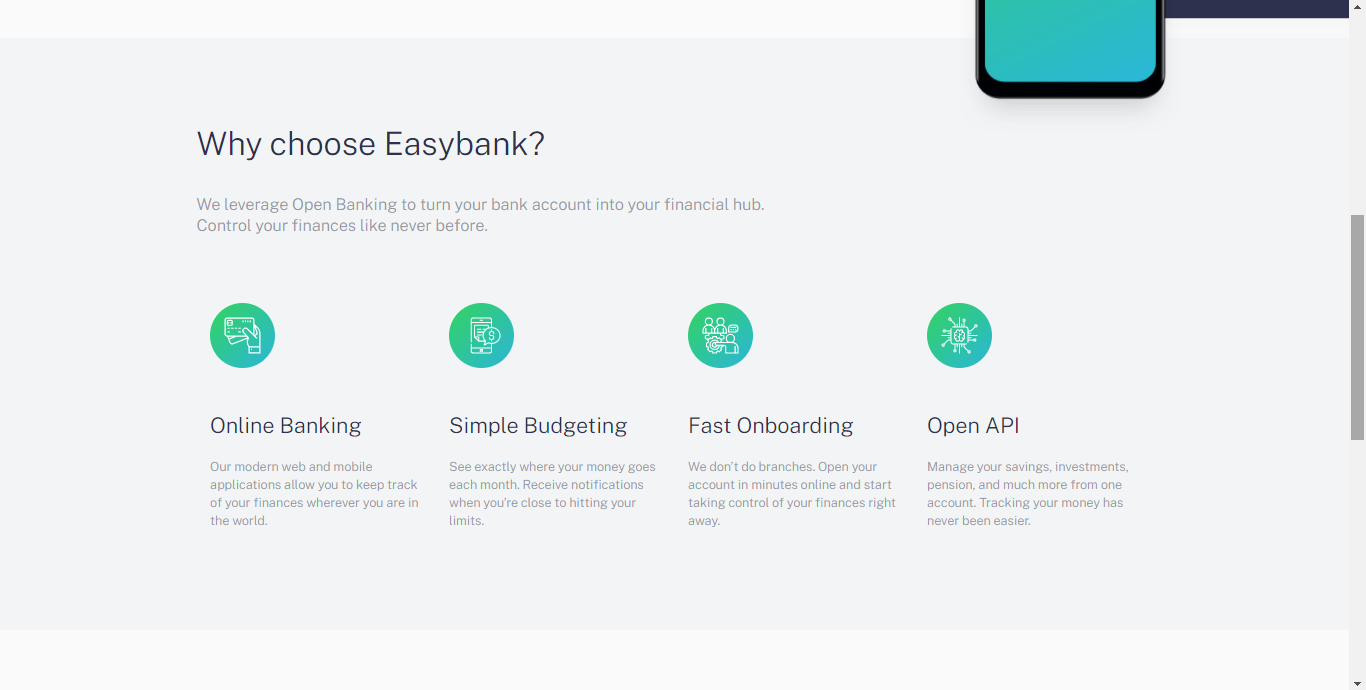 Why choose Easybank?
We leverage Open Banking to turn your bank account into your financial hub.
Control your finances like never before.
Online Banking
Our modern web and mobile
applications allow you to keep track
of your finances wherever you are in
the world.
Simple Budgeting
See exactly where your money goes
each month. Receive notifications
when you're close to hitting your
limits.
Fast Onboarding
We don't do branches. Open your
account in minutes online and start
taking control of your finances right
away.
Open API
Manage your savings, investments,
pension, and much more from one
account. Tracking your money has
never been easier.